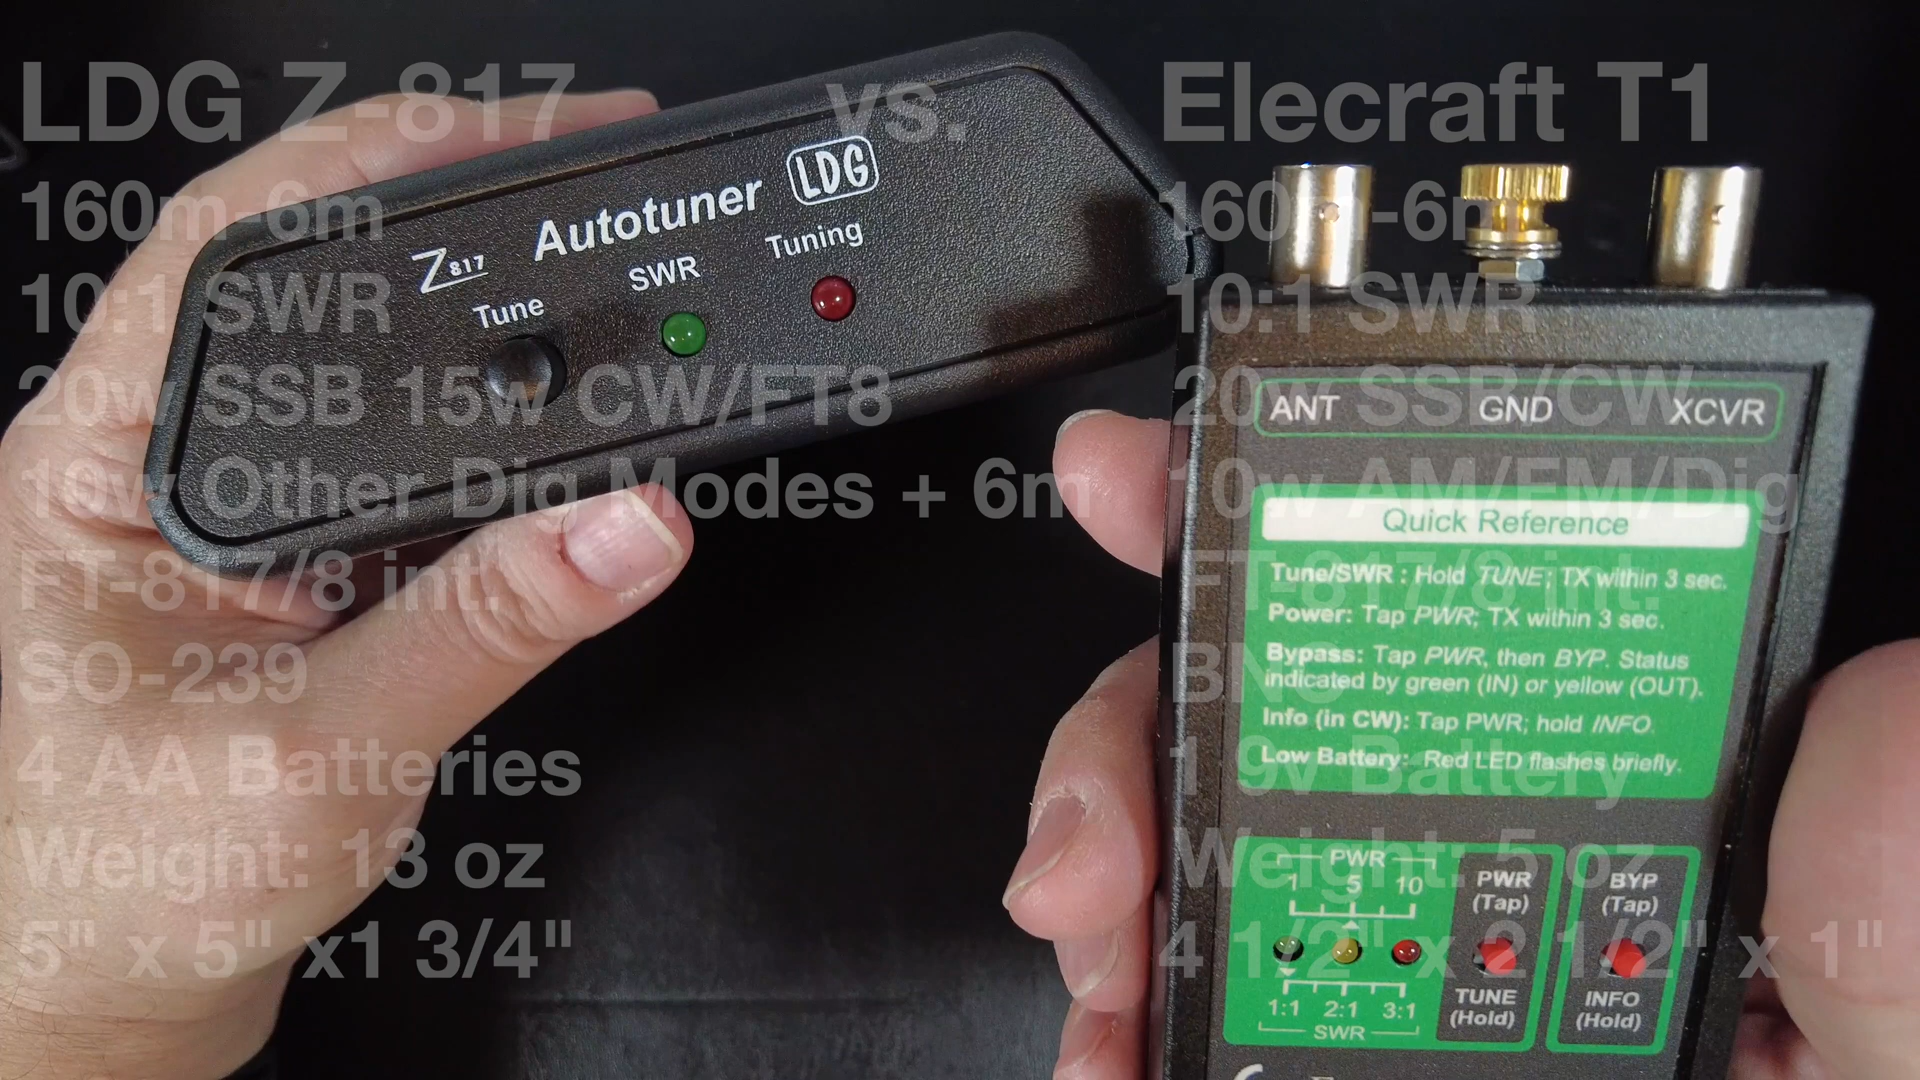 LDG Z-817
vs.
Elecraft T1
160m-6m
10:1 SWR
20w SSB 15w CW/FT8
10w Other Dig Modes + 6m
FT-817/8 int.
SO-239
4 AA Batteries
Weight: 13 oz
5" x 5" x1 3/4"
160m-6m
10:1 SWR
20w SSB/CW
10w AM/FM/Dig
FT-817/8 int.
BNC
1 9v Battery
Weight: 5 oz
4 1/2" x 2 1/2" x 1"
Z817 Autotuner LDG
Tune SWR Tuning
ANT GND XCVR
Quick Reference
Tune/SWR : Hold TUNE; TX within 3 sec.
Power: Tap PWR; TX within 3 sec.
Bypass: Tap PWR, then BYP. Status
indicated by green (IN) or yellow (OUT).
Info (in CW): Tap PWR; hold INFO.
Low Battery: Red LED flashes briefly.
PWR
1 5 10
1:1 2:1 3:1
SWR
PWR
(Tap)
TUNE
(Hold)
BYP
(Tap)
INFO
(Hold)